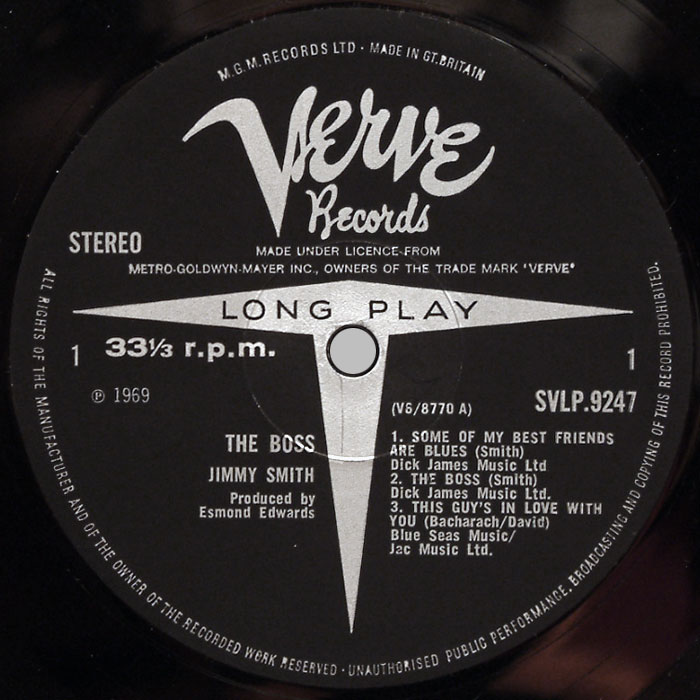 M.G.M. RECORDS LTD · MADE IN GT. BRITAIN
Verve
Records
STEREO
MADE UNDER LICENCE FROM
METRO-GOLDWYN-MAYER INC., OWNERS OF THE TRADE MARK 'VERVE'
LONG PLAY
1 33⅓ r.p.m.
1
℗ 1969
(V6/8770 A)
SVLP.9247
THE BOSS
JIMMY SMITH
Produced by
Esmond Edwards
1. SOME OF MY BEST FRIENDS
ARE BLUES (Smith)
Dick James Music Ltd
2. THE BOSS (Smith)
Dick James Music Ltd.
3. THIS GUY'S IN LOVE WITH
YOU (Bacharach/David)
Blue Seas Music/
Jac Music Ltd.
ALL RIGHTS OF THE MANUFACTURER AND OF THE OWNER OF THE RECORDED WORK RESERVED · UNAUTHORISED PUBLIC PERFORMANCE, BROADCASTING AND COPYING OF THIS RECORD PROHIBITED.